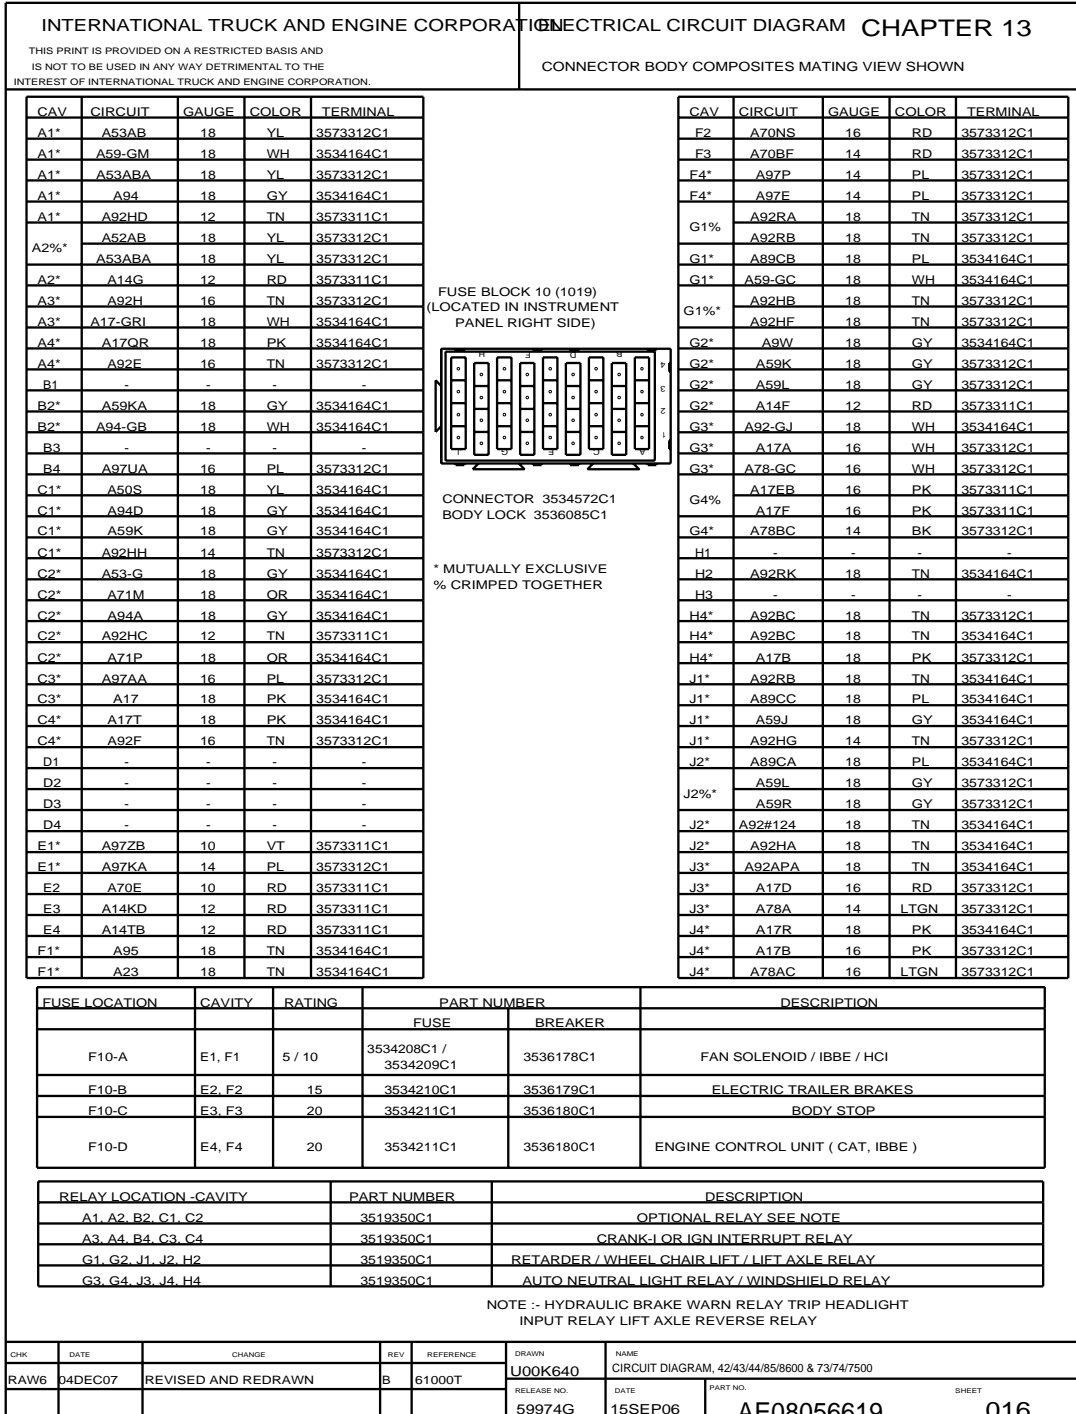 INTERNATIONAL TRUCK AND ENGINE CORPORATION
THIS PRINT IS PROVIDED ON A RESTRICTED BASIS AND
IS NOT TO BE USED IN ANY WAY DETRIMENTAL TO THE
INTEREST OF INTERNATIONAL TRUCK AND ENGINE CORPORATION.
ELECTRICAL CIRCUIT DIAGRAM CHAPTER 13
CONNECTOR BODY COMPOSITES MATING VIEW SHOWN
CAV CIRCUIT GAUGE COLOR TERMINAL
A1* A53AB 18 YL 3573312C1
A1* A59-GM 18 WH 3534164C1
A1* A53ABA 18 YL 3573312C1
A1* A94 18 GY 3534164C1
A1* A92HD 12 TN 3573311C1
A2%* A52AB 18 YL 3573312C1
A53ABA 18 YL 3573312C1
A2* A14G 12 RD 3573311C1
A3* A92H 16 TN 3573312C1
A3* A17-GRI 18 WH 3534164C1
A4* A17QR 18 PK 3534164C1
A4* A92E 16 TN 3573312C1
B1 - - - -
B2* A59KA 18 GY 3534164C1
B2* A94-GB 18 WH 3534164C1
B3 - - - -
B4 A97UA 16 PL 3573312C1
C1* A50S 18 YL 3534164C1
C1* A94D 18 GY 3534164C1
C1* A59K 18 GY 3534164C1
C1* A92HH 14 TN 3573312C1
C2* A53-G 18 GY 3534164C1
C2* A71M 18 OR 3534164C1
C2* A94A 18 GY 3534164C1
C2* A92HC 12 TN 3573311C1
C2* A71P 18 OR 3534164C1
C3* A97AA 16 PL 3573312C1
C3* A17 18 PK 3534164C1
C4* A17T 18 PK 3534164C1
C4* A92F 16 TN 3573312C1
D1 - - - -
D2 - - - -
D3 - - - -
D4 - - - -
E1* A97ZB 10 VT 3573311C1
E1* A97KA 14 PL 3573312C1
E2 A70E 10 RD 3573311C1
E3 A14KD 12 RD 3573311C1
E4 A14TB 12 RD 3573311C1
F1* A95 18 TN 3534164C1
F1* A23 18 TN 3534164C1
FUSE BLOCK 10 (1019)
(LOCATED IN INSTRUMENT
PANEL RIGHT SIDE)
H F D B
4
3
2
1
J G E C A
CONNECTOR 3534572C1
BODY LOCK 3536085C1
* MUTUALLY EXCLUSIVE
% CRIMPED TOGETHER
CAV CIRCUIT GAUGE COLOR TERMINAL
F2 A70NS 16 RD 3573312C1
F3 A70BF 14 RD 3573312C1
F4* A97P 14 PL 3573312C1
F4* A97E 14 PL 3573312C1
G1% A92RA 18 TN 3573312C1
A92RB 18 TN 3573312C1
G1* A89CB 18 PL 3534164C1
G1* A59-GC 18 WH 3534164C1
G1%* A92HB 18 TN 3573312C1
A92HF 18 TN 3573312C1
G2* A9W 18 GY 3534164C1
G2* A59K 18 GY 3573312C1
G2* A59L 18 GY 3573312C1
G2* A14F 12 RD 3573311C1
G3* A92-GJ 18 WH 3534164C1
G3* A17A 16 WH 3573312C1
G3* A78-GC 16 WH 3573312C1
G4% A17EB 16 PK 3573311C1
A17F 16 PK 3573311C1
G4* A78BC 14 BK 3573312C1
H1 - - - -
H2 A92RK 18 TN 3534164C1
H3 - - - -
H4* A92BC 18 TN 3573312C1
H4* A92BC 18 TN 3534164C1
H4* A17B 18 PK 3573312C1
J1* A92RB 18 TN 3534164C1
J1* A89CC 18 PL 3534164C1
J1* A59J 18 GY 3534164C1
J1* A92HG 14 TN 3573312C1
J2* A89CA 18 PL 3534164C1
J2%* A59L 18 GY 3573312C1
A59R 18 GY 3573312C1
J2* A92#124 18 TN 3534164C1
J2* A92HA 18 TN 3534164C1
J3* A92APA 18 TN 3534164C1
J3* A17D 16 RD 3573312C1
J3* A78A 14 LTGN 3573312C1
J4* A17R 18 PK 3534164C1
J4* A17B 16 PK 3573312C1
J4* A78AC 16 LTGN 3573312C1
FUSE LOCATION CAVITY RATING PART NUMBER DESCRIPTION
FUSE BREAKER
F10-A E1, F1 5 / 10 3534208C1 / 3534209C1 3536178C1 FAN SOLENOID / IBBE / HCI
F10-B E2, F2 15 3534210C1 3536179C1 ELECTRIC TRAILER BRAKES
F10-C E3, F3 20 3534211C1 3536180C1 BODY STOP
F10-D E4, F4 20 3534211C1 3536180C1 ENGINE CONTROL UNIT ( CAT, IBBE )
RELAY LOCATION -CAVITY PART NUMBER DESCRIPTION
A1, A2, B2, C1, C2 3519350C1 OPTIONAL RELAY SEE NOTE
A3, A4, B4, C3, C4 3519350C1 CRANK-I OR IGN INTERRUPT RELAY
G1, G2, J1, J2, H2 3519350C1 RETARDER / WHEEL CHAIR LIFT / LIFT AXLE RELAY
G3, G4, J3, J4, H4 3519350C1 AUTO NEUTRAL LIGHT RELAY / WINDSHIELD RELAY
NOTE :- HYDRAULIC BRAKE WARN RELAY TRIP HEADLIGHT
INPUT RELAY LIFT AXLE REVERSE RELAY
CHK DATE CHANGE REV REFERENCE DRAWN NAME
RAW6 04DEC07 REVISED AND REDRAWN B 61000T U00K640 CIRCUIT DIAGRAM, 42/43/44/85/8600 & 73/74/7500
RELEASE NO. DATE PART NO. SHEET
59974G 15SEP06 AE08056619 016